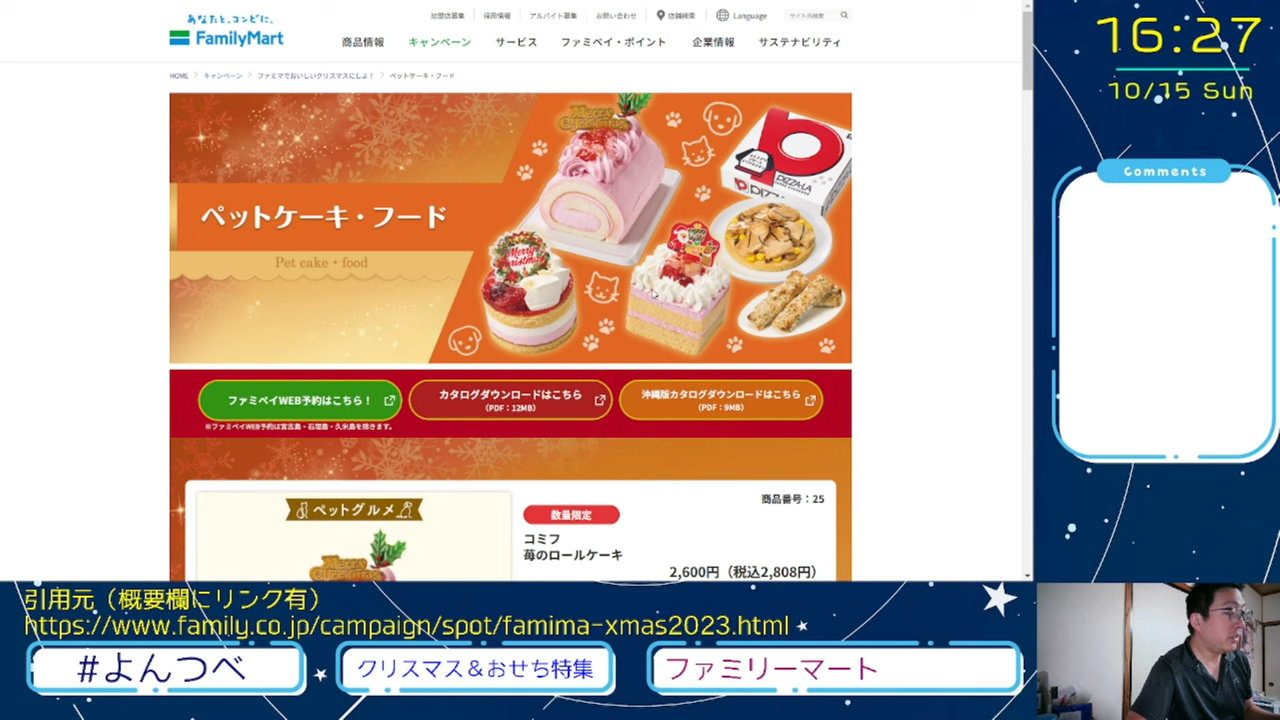 あなたと、コンビに、
FamilyMart
加盟店募集
採用情報
アルバイト募集
お問い合わせ
店舗検索
Language
サイト内検索
商品情報
キャンペーン
サービス
ファミペイ・ポイント
企業情報
サステナビリティ
HOME > キャンペーン > ファミマでおいしいクリスマスにしよ! > ペットケーキ・フード
ペットケーキ・フード
Pet cake・food
Merry Christmas
PIZZA-LA
Merry Christmas
ファミペイWEB予約はこちら!
※ファミペイWEB予約は宮古島・石垣島・久米島を除きます。
カタログダウンロードはこちら
(PDF:12MB)
沖縄版カタログダウンロードはこちら
(PDF:9MB)
ペットグルメ
商品番号:25
数量限定
コミフ
苺のロールケーキ
2,600円(税込2,808円)
16:27
10/15 Sun
Comments
引用元(概要欄にリンク有)
https://www.family.co.jp/campaign/spot/famima-xmas2023.html
#よんつべ
クリスマス&おせち特集
ファミリーマート